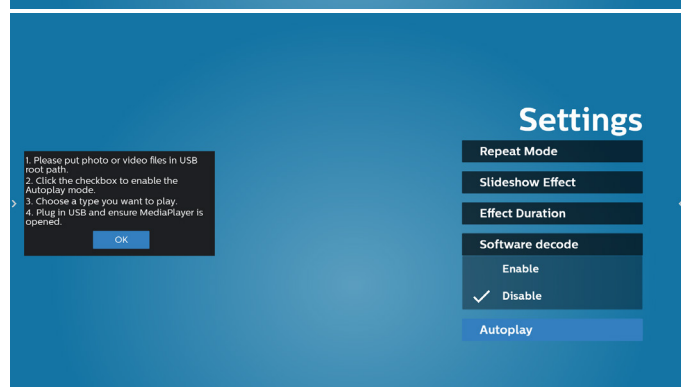 Settings
1. Please put photo or video files in USB
root path.
2. Click the checkbox to enable the
Autoplay mode.
3. Choose a type you want to play.
4. Plug in USB and ensure MediaPlayer is
opened.
OK
Repeat Mode
Slideshow Effect
Effect Duration
Software decode
Enable
Disable
Autoplay